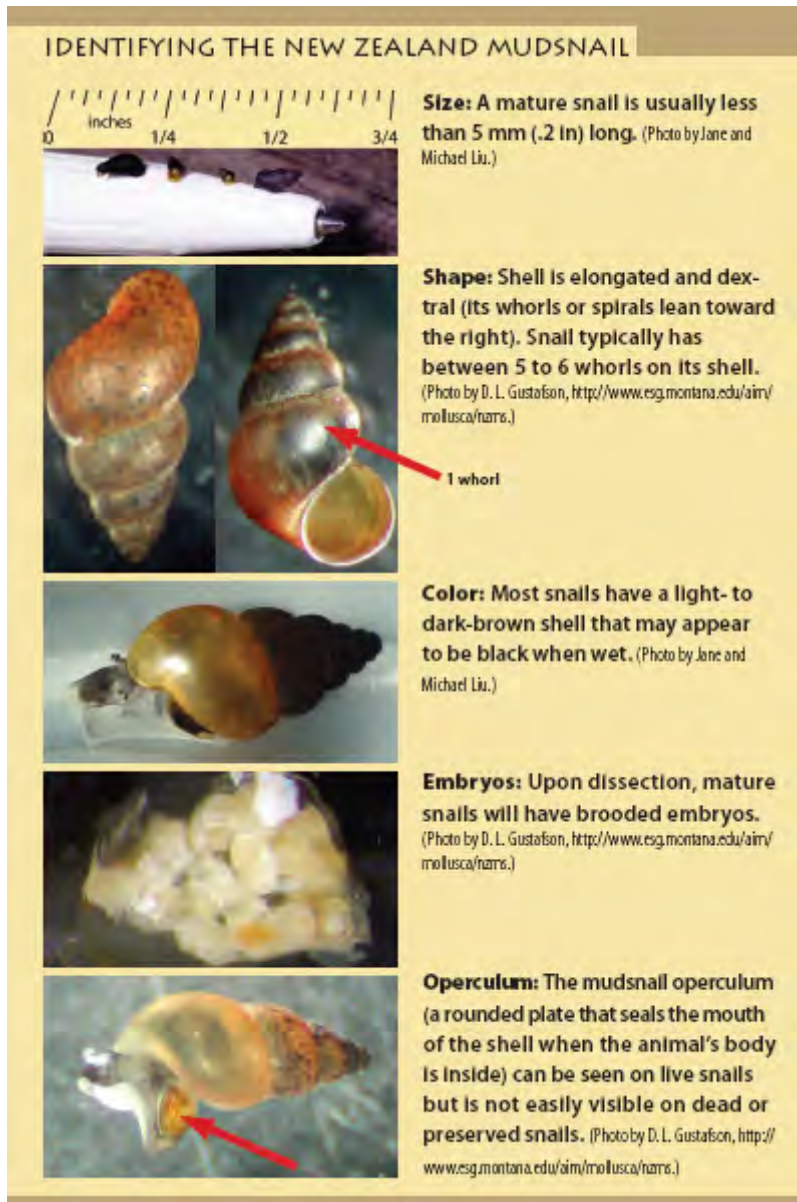 IDENTIFYING THE NEW ZEALAND MUDSNAIL
inches
0 1/4 1/2 3/4
Size: A mature snail is usually less
than 5 mm (.2 in) long. (Photo by Jane and
Michael Liu.)
Shape: Shell is elongated and dex-
tral (its whorls or spirals lean toward
the right). Snail typically has
between 5 to 6 whorls on its shell.
(Photo by D. L. Gustafson, http://www.esg.montana.edu/aim/
mollusca/nzms.)
1 whorl
Color: Most snails have a light- to
dark-brown shell that may appear
to be black when wet. (Photo by Jane and
Michael Liu.)
Embryos: Upon dissection, mature
snails will have brooded embryos.
(Photo by D. L. Gustafson, http://www.esg.montana.edu/aim/
mollusca/nzms.)
Operculum: The mudsnail operculum
(a rounded plate that seals the mouth
of the shell when the animal's body
is inside) can be seen on live snails
but is not easily visible on dead or
preserved snails. (Photo by D. L. Gustafson, http://
www.esg.montana.edu/aim/mollusca/nzms.)